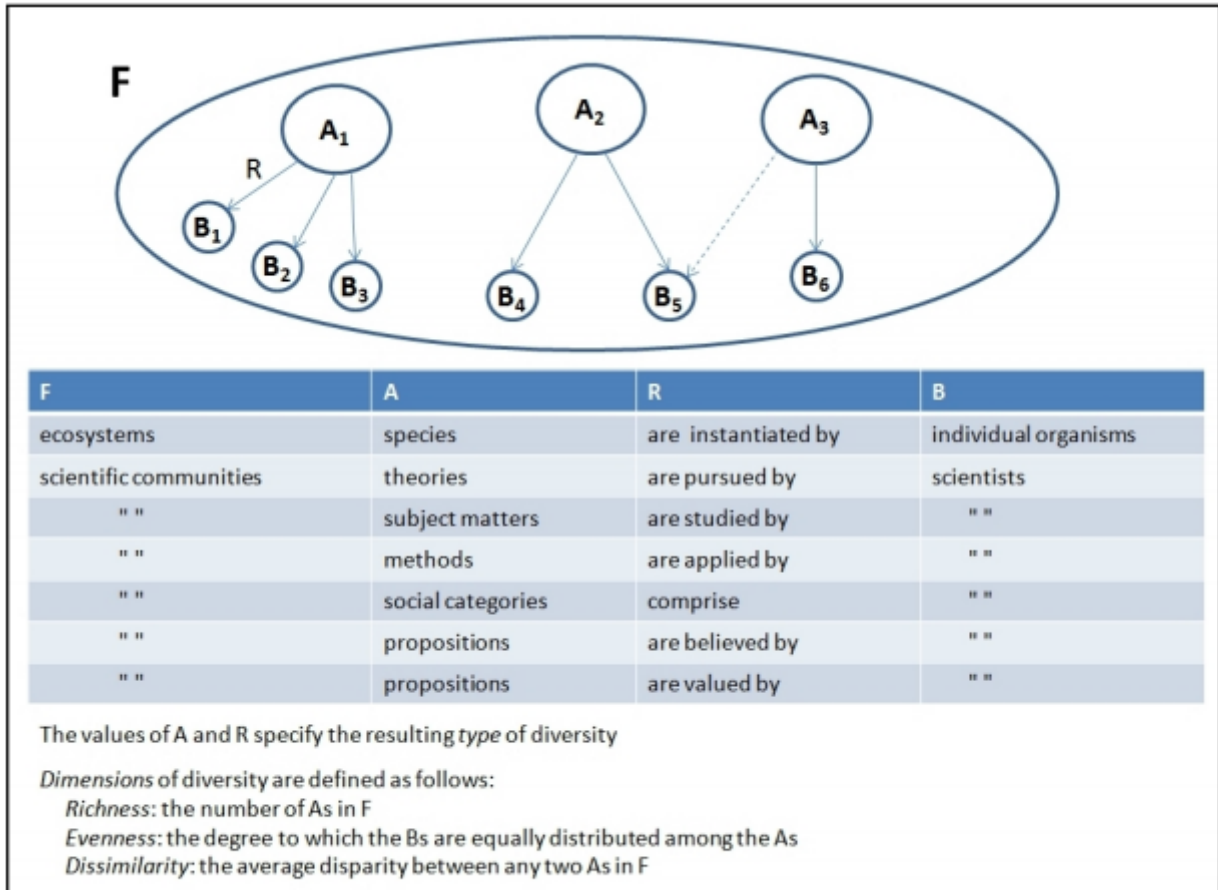 F
A₁
A₂
A₃
R
B₁
B₂
B₃
B₄
B₅
B₆
F A R B
ecosystems species are instantiated by individual organisms
scientific communities theories are pursued by scientists
" " subject matters are studied by " "
" " methods are applied by " "
" " social categories comprise " "
" " propositions are believed by " "
" " propositions are valued by " "
The values of A and R specify the resulting type of diversity
Dimensions of diversity are defined as follows:
Richness: the number of As in F
Evenness: the degree to which the Bs are equally distributed among the As
Dissimilarity: the average disparity between any two As in F